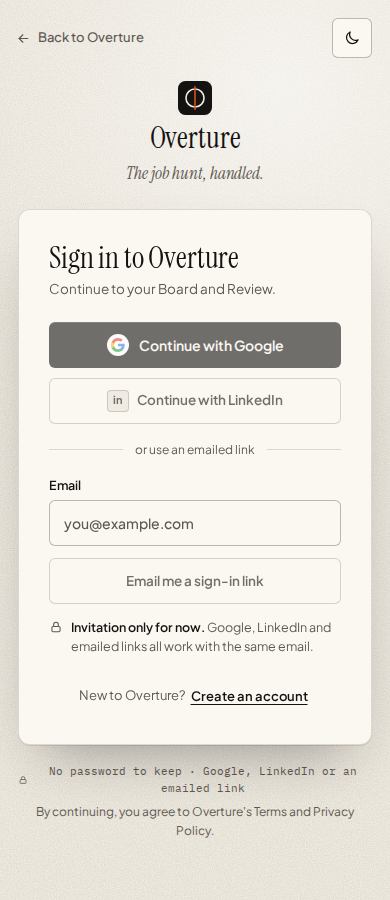 ← Back to Overture
Overture
The job hunt, handled.
Sign in to Overture
Continue to your Board and Review.
Continue with Google
in Continue with LinkedIn
or use an emailed link
Email
you@example.com
Email me a sign-in link
Invitation only for now. Google, LinkedIn and
emailed links all work with the same email.
New to Overture? Create an account
No password to keep · Google, LinkedIn or an
emailed link
By continuing, you agree to Overture's Terms and Privacy
Policy.